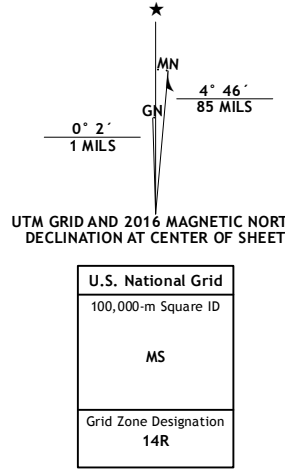 ★
MN
GN
4° 46´
85 MILS
0° 2´
1 MILS
UTM GRID AND 2016 MAGNETIC NORT
DECLINATION AT CENTER OF SHEET
U.S. National Grid
100,000-m Square ID
MS
Grid Zone Designation
14R